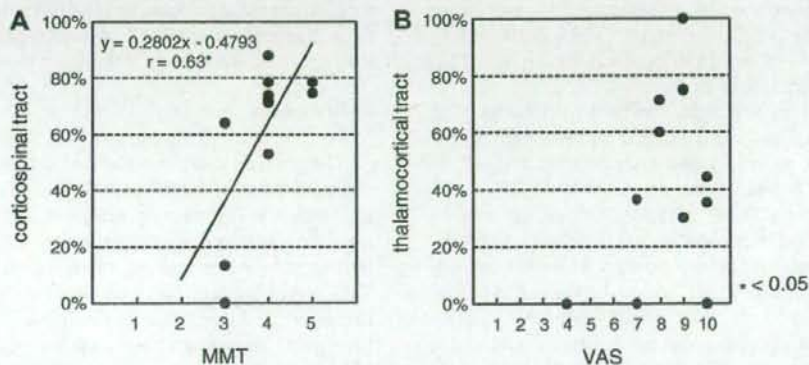 A
y = 0.2802x - 0.4793
r = 0.63*
100%
80%
60%
40%
20%
0%
corticospinal tract
1 2 3 4 5
MMT
B
100%
80%
60%
40%
20%
0%
thalamocortical tract
1 2 3 4 5 6 7 8 9 10
VAS
* < 0.05